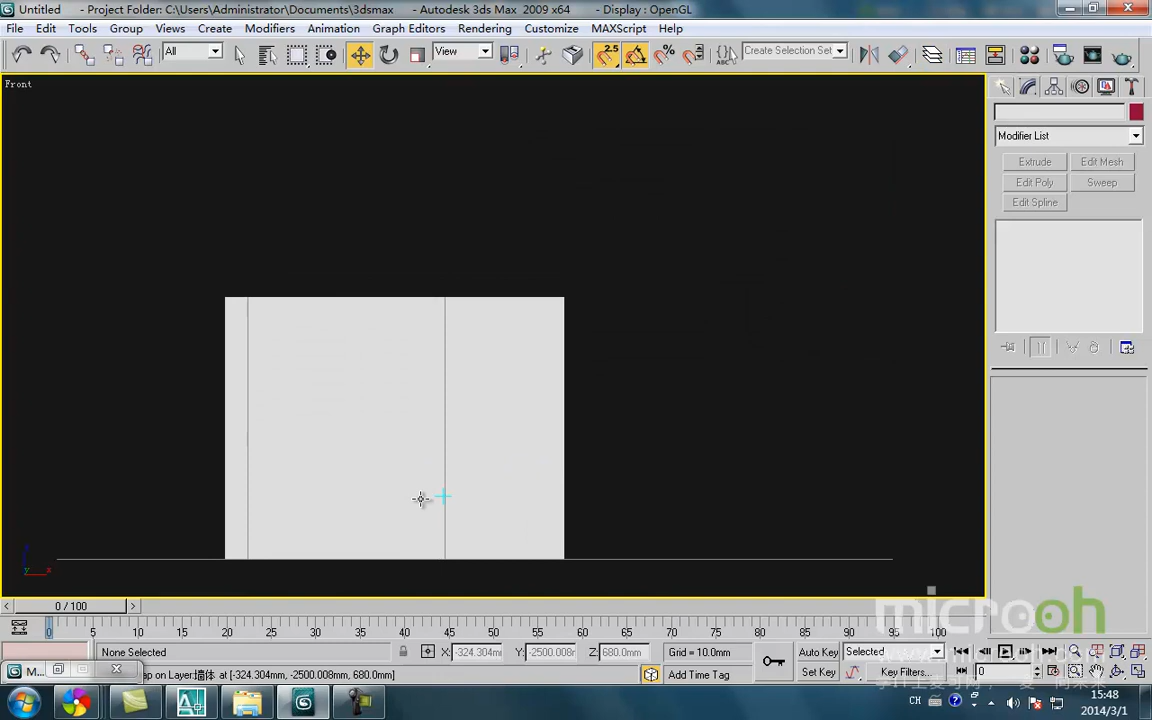 Untitled - Project Folder: C:\Users\Administrator\Documents\3dsmax - Autodesk 3ds Max 2009 x64 - Display : OpenGL
File Edit Tools Group Views Create Modifiers Animation Graph Editors Rendering Customize MAXScript Help
All View 2.5 Create Selection Set
Front
Modifier List
Extrude Edit Mesh
Edit Poly Sweep
Edit Spline
y x
0 / 100
0 5 10 15 20 25 30 35 40 45 50 55 60 65 70 75 80 85 90 95 100
microoh
None Selected X: -324.304mm Y: -2500.008m Z: 680.0mm Grid = 10.0mm Auto Key Selected
M... ap on Layer:墙体 at [-324.304mm, -2500.008mm, 680.0mm] Add Time Tag Set Key Key Filters... 0
CH 15:48
2014/3/1